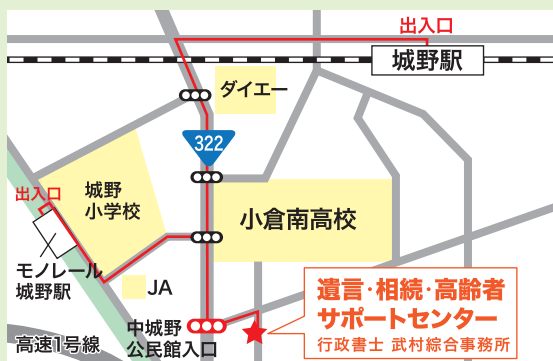 出入口
城野駅
ダイエー
322
城野
小学校
出入口
小倉南高校
モノレール
城野駅
JA
中城野
公民館入口
高速1号線
遺言・相続・高齢者
サポートセンター
行政書士 武村綜合事務所